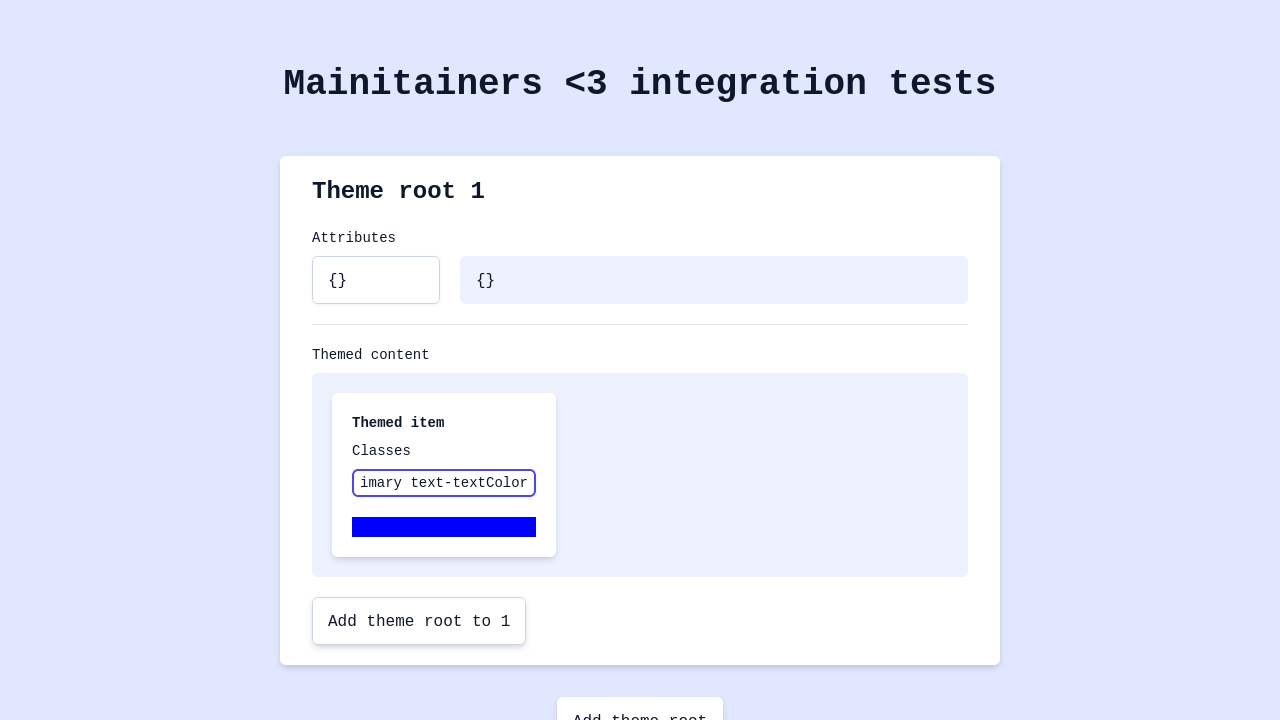 Mainitainers <3 integration tests
Theme root 1
Attributes
{} {}
Themed content
Themed item
Classes
imary text-textColor
Add theme root to 1
Add theme root